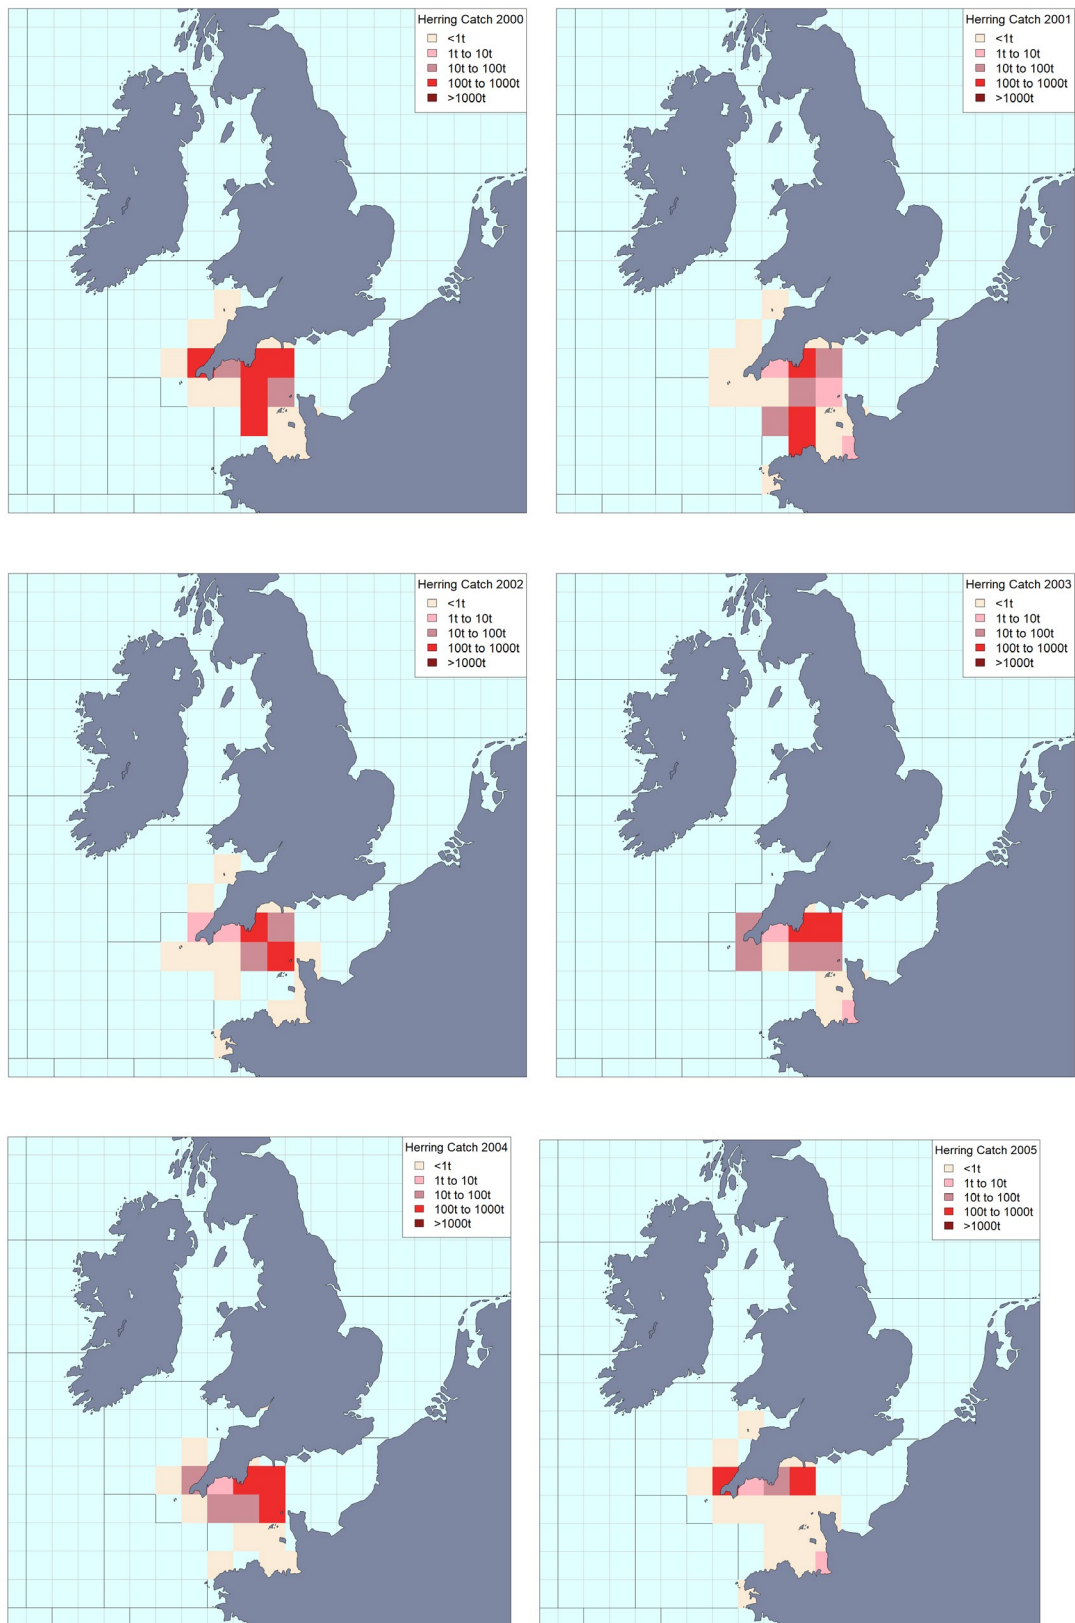 Herring Catch 2000
<1t
1t to 10t
10t to 100t
100t to 1000t
>1000t
Herring Catch 2001
<1t
1t to 10t
10t to 100t
100t to 1000t
>1000t
Herring Catch 2002
<1t
1t to 10t
10t to 100t
100t to 1000t
>1000t
Herring Catch 2003
<1t
1t to 10t
10t to 100t
100t to 1000t
>1000t
Herring Catch 2004
<1t
1t to 10t
10t to 100t
100t to 1000t
>1000t
Herring Catch 2005
<1t
1t to 10t
10t to 100t
100t to 1000t
>1000t